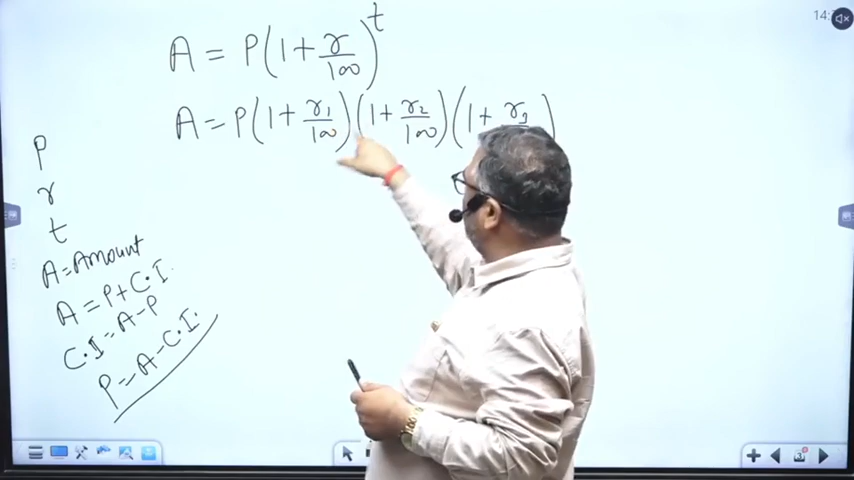 A = P(1 + r/100)^t
A = P(1 + r1/100)(1 + r2/100)(1 + r3
P
r
t
A = Amount
A = P + C.I.
C.I = A - P
P = A - C.I.